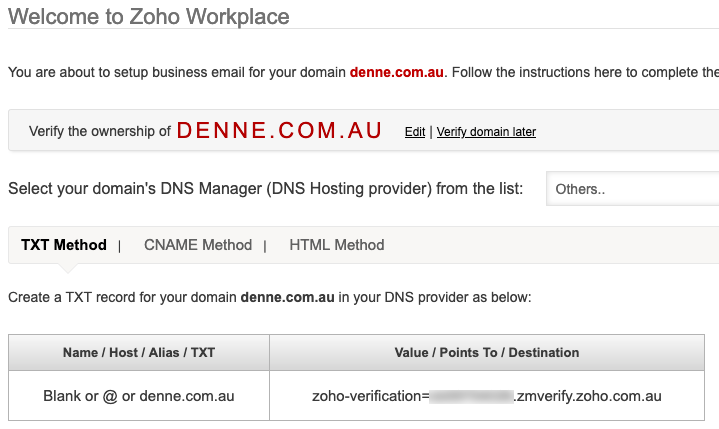 Welcome to Zoho Workplace
You are about to setup business email for your domain denne.com.au. Follow the instructions here to complete the
Verify the ownership of DENNE.COM.AU Edit | Verify domain later
Select your domain's DNS Manager (DNS Hosting provider) from the list: Others..
TXT Method | CNAME Method | HTML Method
Create a TXT record for your domain denne.com.au in your DNS provider as below:
Name / Host / Alias / TXT Value / Points To / Destination
Blank or @ or denne.com.au zoho-verification= .zmverify.zoho.com.au